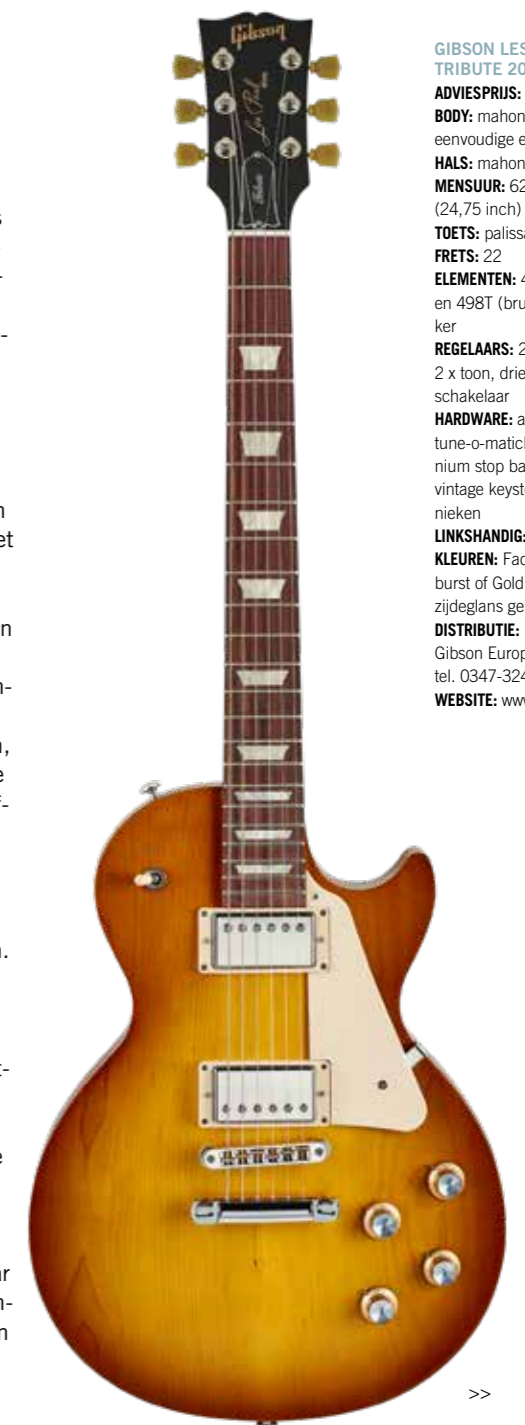 Gibson
Les Paul
Tribute
GIBSON LES
TRIBUTE 20
ADVIESPRIJS:
BODY: mahon
eenvoudige e
HALS: mahon
MENSUUR: 62
(24,75 inch)
TOETS: palissa
FRETS: 22
ELEMENTEN: 4
en 498T (bru
ker
REGELAARS: 2
2 x toon, drie
schakelaar
HARDWARE: a
tune-o-matic
nium stop ba
vintage keyst
nieken
LINKSHANDIG:
KLEUREN: Fad
burst of Gold
zijdeglans ge
DISTRIBUTIE:
Gibson Europ
tel. 0347-324
WEBSITE: www
>>